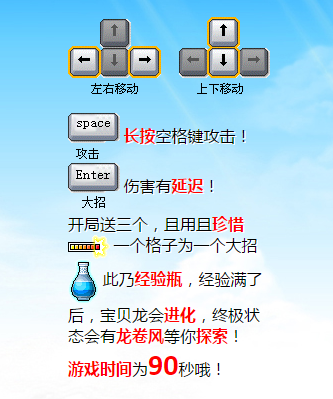 左右移动 上下移动
space 长按空格键攻击！
攻击
Enter 伤害有延迟！
大招
开局送三个，且用且珍惜
一个格子为一个大招
此乃经验瓶，经验满了
后，宝贝龙会进化，终极状
态会有龙卷风等你探索！
游戏时间为90秒哦！